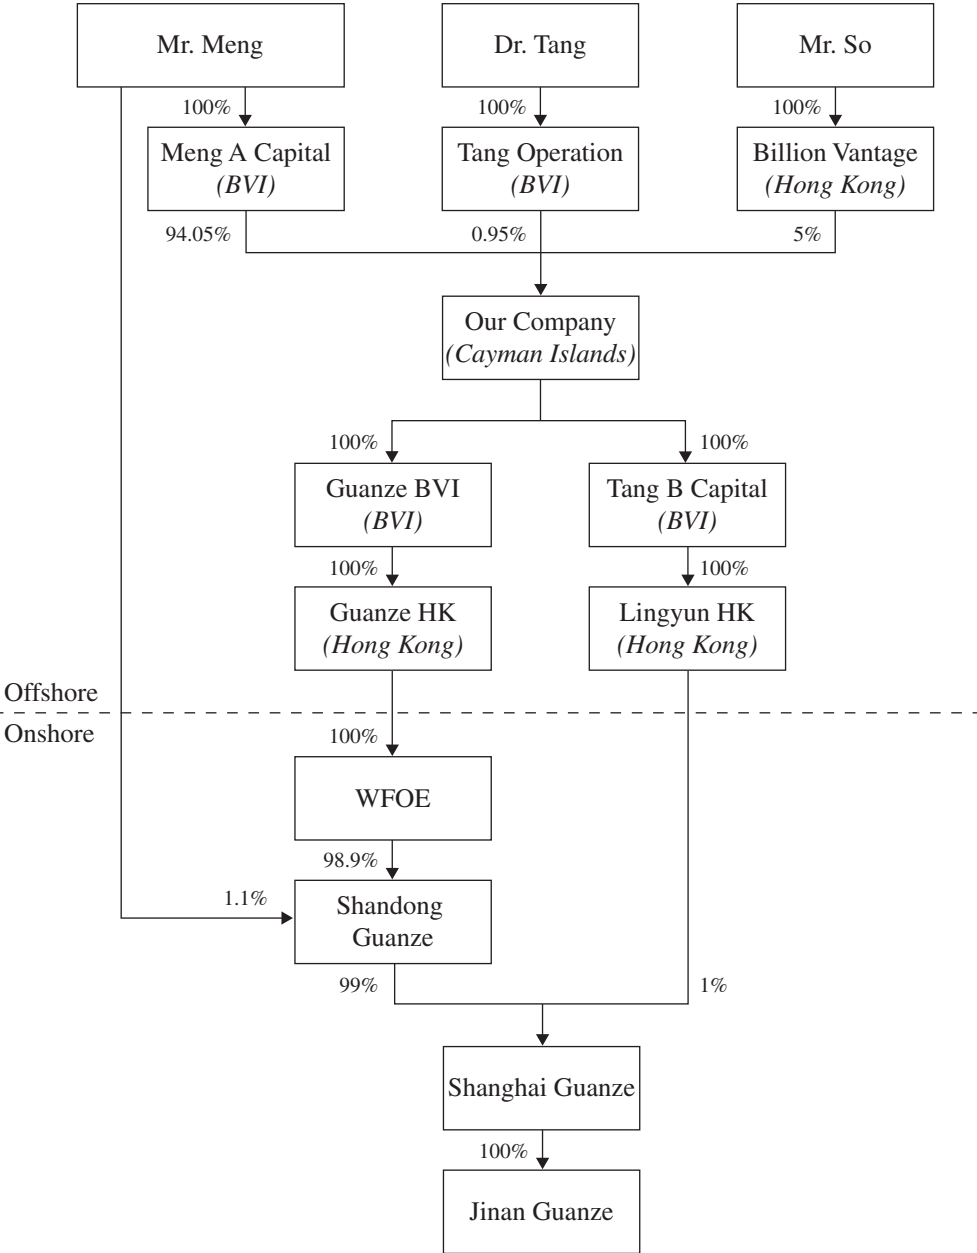 Mr. Meng
Dr. Tang
Mr. So
100%
100%
100%
Meng A Capital
(BVI)
Tang Operation
(BVI)
Billion Vantage
(Hong Kong)
94.05%
0.95%
5%
Our Company
(Cayman Islands)
100%
100%
Guanze BVI
(BVI)
Tang B Capital
(BVI)
100%
100%
Guanze HK
(Hong Kong)
Lingyun HK
(Hong Kong)
Offshore
Onshore
100%
WFOE
98.9%
1.1%
Shandong
Guanze
99%
1%
Shanghai Guanze
100%
Jinan Guanze